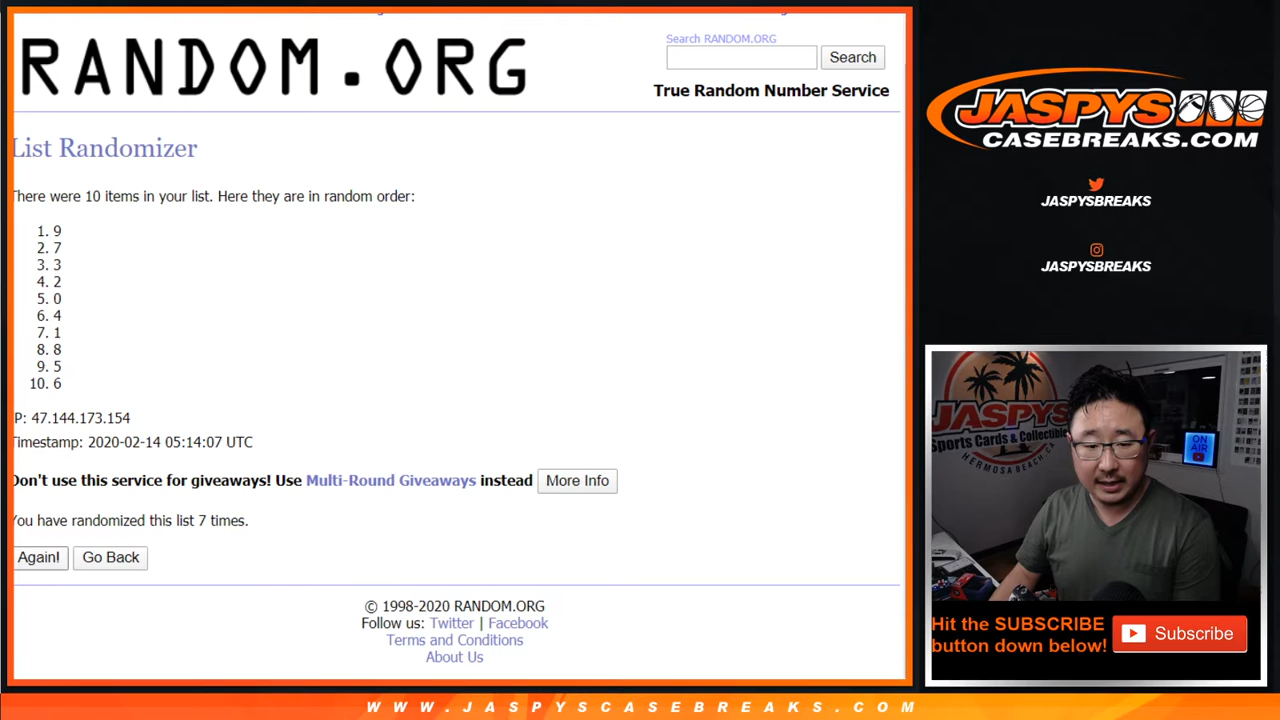 RANDOM.ORG
Search RANDOM.ORG
Search
True Random Number Service
List Randomizer
There were 10 items in your list. Here they are in random order:
1. 9
2. 7
3. 3
4. 2
5. 0
6. 4
7. 1
8. 8
9. 5
10. 6
IP: 47.144.173.154
Timestamp: 2020-02-14 05:14:07 UTC
Don't use this service for giveaways! Use Multi-Round Giveaways instead More Info
You have randomized this list 7 times.
Again! Go Back
© 1998-2020 RANDOM.ORG
Follow us: Twitter | Facebook
Terms and Conditions
About Us
JASPYS
CASEBREAKS.COM
JASPYSBREAKS
JASPYSBREAKS
JASPYS
Sports Cards & Collectibles
HERMOSA BEACH, CA
ON
AIR
Hit the SUBSCRIBE
button down below!
Subscribe
WWW.JASPYSCASEBREAKS.COM